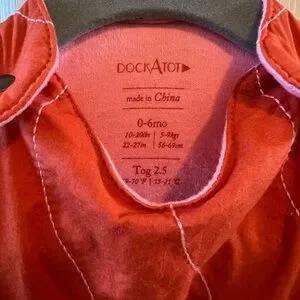 DOCKATOT
made in China
0-6mo
10-20lbs | 5-9kgs
22-27in | 56-69cm
Tog 2.5